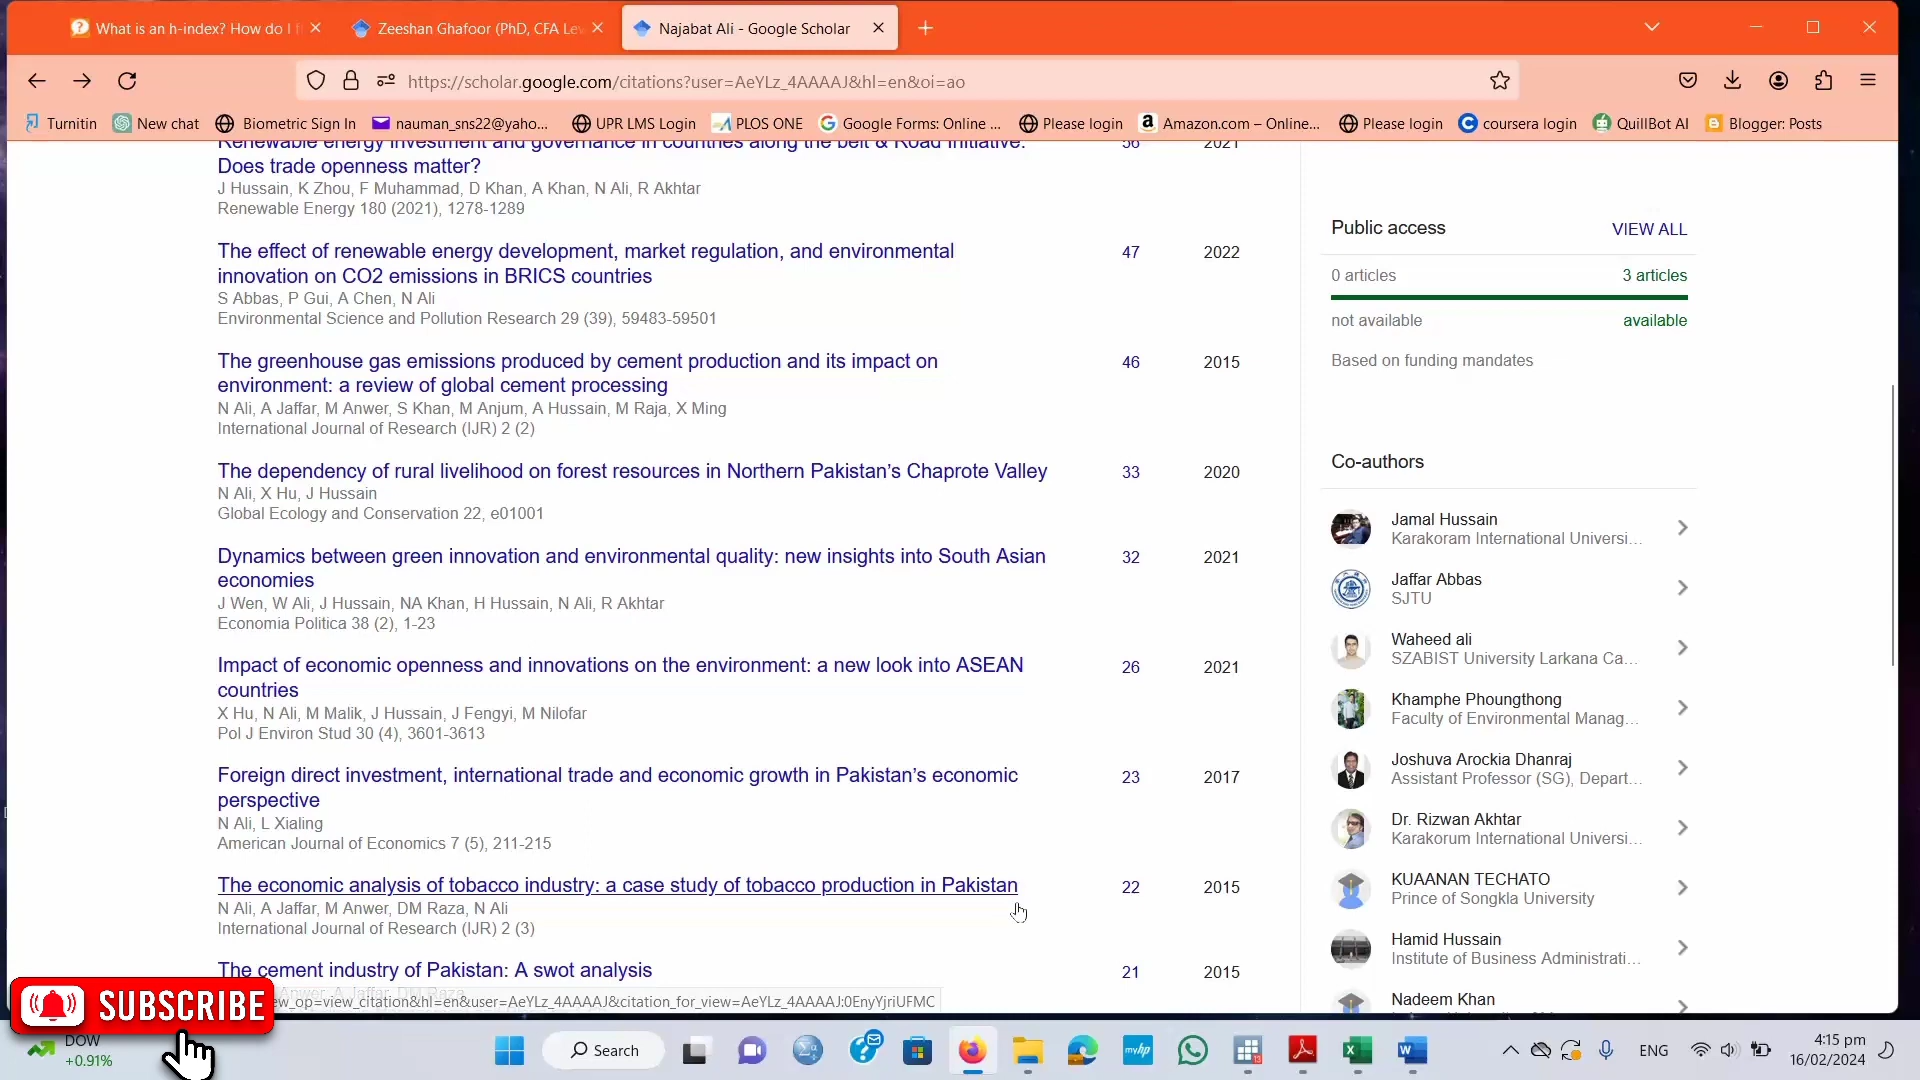 What is an h-index? How do I f
Zeeshan Ghafoor (PhD, CFA Lev
Najabat Ali - Google Scholar
https://scholar.google.com/citations?user=AeYLz_4AAAAJ&hl=en&oi=ao
Turnitin
New chat
Biometric Sign In
nauman_sns22@yaho...
UPR LMS Login
PLOS ONE
Google Forms: Online ...
Please login
Amazon.com – Online...
Please login
coursera login
QuillBot AI
Blogger: Posts
Renewable energy investment and governance in countries along the belt & Road Initiative: 56 2021
Does trade openness matter?
J Hussain, K Zhou, F Muhammad, D Khan, A Khan, N Ali, R Akhtar
Renewable Energy 180 (2021), 1278-1289
The effect of renewable energy development, market regulation, and environmental 47 2022
innovation on CO2 emissions in BRICS countries
S Abbas, P Gui, A Chen, N Ali
Environmental Science and Pollution Research 29 (39), 59483-59501
The greenhouse gas emissions produced by cement production and its impact on 46 2015
environment: a review of global cement processing
N Ali, A Jaffar, M Anwer, S Khan, M Anjum, A Hussain, M Raja, X Ming
International Journal of Research (IJR) 2 (2)
The dependency of rural livelihood on forest resources in Northern Pakistan's Chaprote Valley 33 2020
N Ali, X Hu, J Hussain
Global Ecology and Conservation 22, e01001
Dynamics between green innovation and environmental quality: new insights into South Asian 32 2021
economies
J Wen, W Ali, J Hussain, NA Khan, H Hussain, N Ali, R Akhtar
Economia Politica 38 (2), 1-23
Impact of economic openness and innovations on the environment: a new look into ASEAN 26 2021
countries
X Hu, N Ali, M Malik, J Hussain, J Fengyi, M Nilofar
Pol J Environ Stud 30 (4), 3601-3613
Foreign direct investment, international trade and economic growth in Pakistan's economic 23 2017
perspective
N Ali, L Xialing
American Journal of Economics 7 (5), 211-215
The economic analysis of tobacco industry: a case study of tobacco production in Pakistan 22 2015
N Ali, A Jaffar, M Anwer, DM Raza, N Ali
International Journal of Research (IJR) 2 (3)
The cement industry of Pakistan: A swot analysis 21 2015
Public access VIEW ALL
0 articles 3 articles
not available available
Based on funding mandates
Co-authors
Jamal Hussain
Karakoram International Universi...
Jaffar Abbas
SJTU
Waheed ali
SZABIST University Larkana Ca...
Khamphe Phoungthong
Faculty of Environmental Manag...
Joshuva Arockia Dhanraj
Assistant Professor (SG), Depart...
Dr. Rizwan Akhtar
Karakorum International Universi...
KUAANAN TECHATO
Prince of Songkla University
Hamid Hussain
Institute of Business Administrati...
Nadeem Khan
ew_op=view_citation&hl=en&user=AeYLz_4AAAAJ&citation_for_view=AeYLz_4AAAAJ:0EnyYjriUFMC
SUBSCRIBE
DOW
+0.91%
Search
myhp
ENG
4:15 pm
16/02/2024